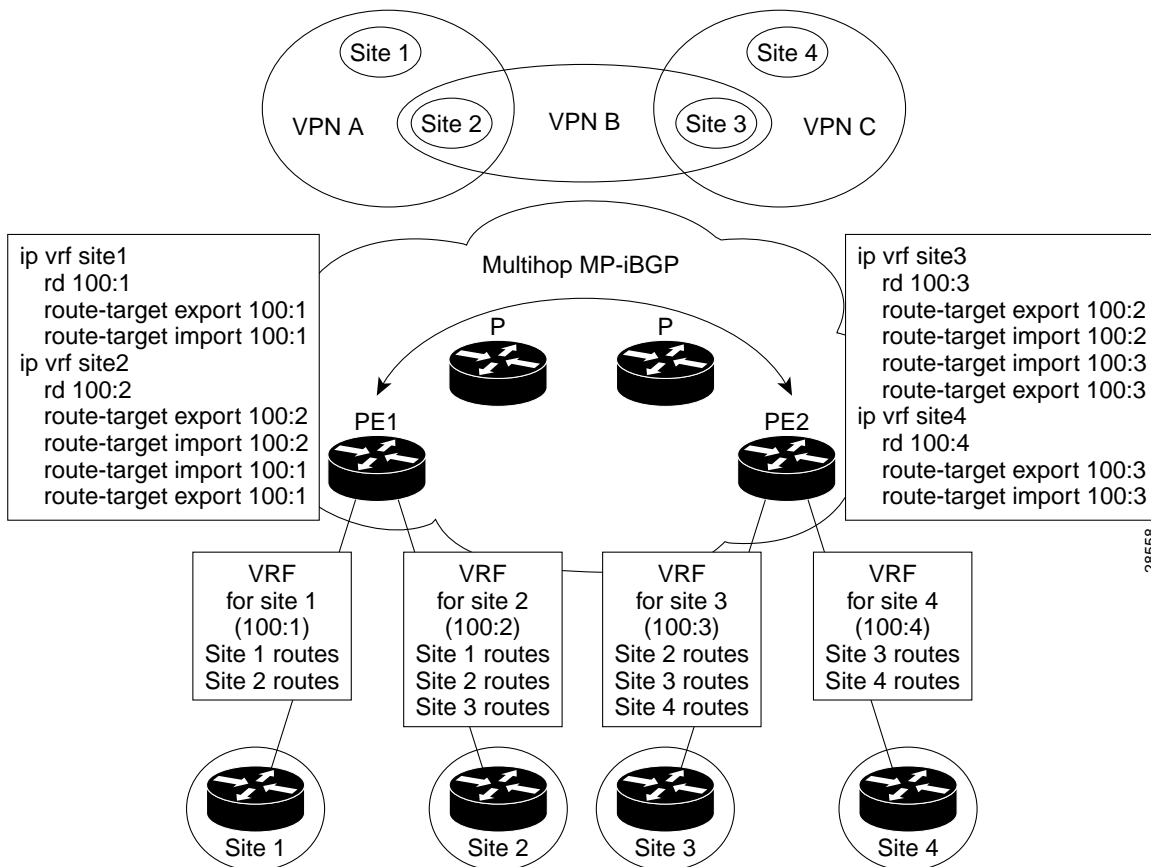 Site 1
Site 4
VPN A
Site 2
VPN B
Site 3
VPN C
ip vrf site1
rd 100:1
route-target export 100:1
route-target import 100:1
ip vrf site2
rd 100:2
route-target export 100:2
route-target import 100:2
route-target import 100:1
route-target export 100:1
Multihop MP-iBGP
P
P
PE1
PE2
ip vrf site3
rd 100:3
route-target export 100:2
route-target import 100:2
route-target import 100:3
route-target export 100:3
ip vrf site4
rd 100:4
route-target export 100:3
route-target import 100:3
28558
VRF
for site 1
(100:1)
Site 1 routes
Site 2 routes
VRF
for site 2
(100:2)
Site 1 routes
Site 2 routes
Site 3 routes
VRF
for site 3
(100:3)
Site 2 routes
Site 3 routes
Site 4 routes
VRF
for site 4
(100:4)
Site 3 routes
Site 4 routes
Site 1
Site 2
Site 3
Site 4